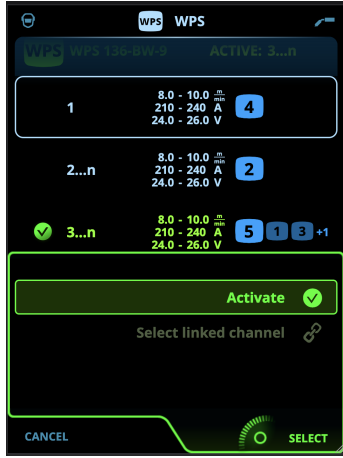 WPS WPS
WPS WPS 136-BW-9 ACTIVE: 3...n
1
8.0 - 10.0 m/min
210 - 240 A
24.0 - 26.0 V
4
2...n
8.0 - 10.0 m/min
210 - 240 A
24.0 - 26.0 V
2
3...n
8.0 - 10.0 m/min
210 - 240 A
24.0 - 26.0 V
5 1 3 +1
Activate
Select linked channel
CANCEL SELECT